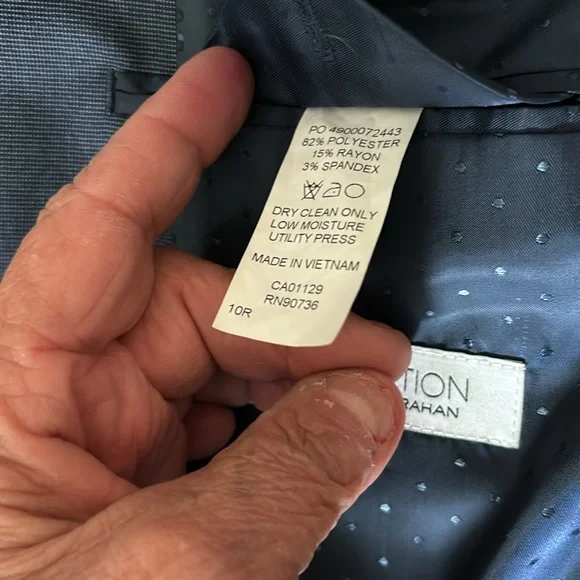 PO 4900072443
82% POLYESTER
15% RAYON
3% SPANDEX
DRY CLEAN ONLY
LOW MOISTURE
UTILITY PRESS
MADE IN VIETNAM
CA01129
RN90736
10R
TION
RAHAN